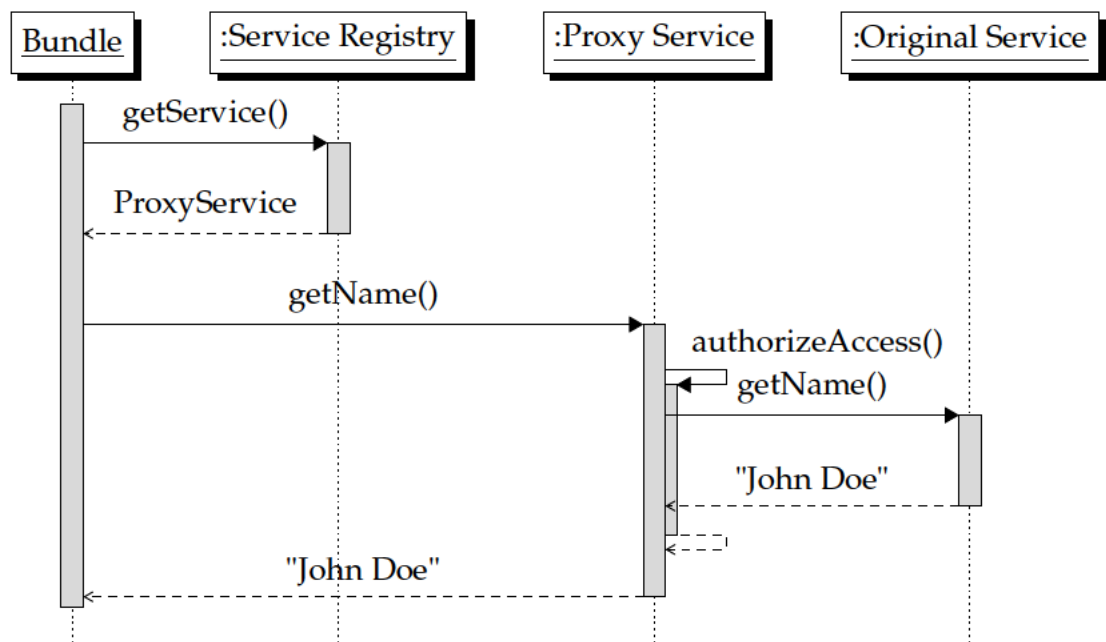 Bundle
:Service Registry
:Proxy Service
:Original Service
getService()
ProxyService
getName()
authorizeAccess()
getName()
"John Doe"
"John Doe"